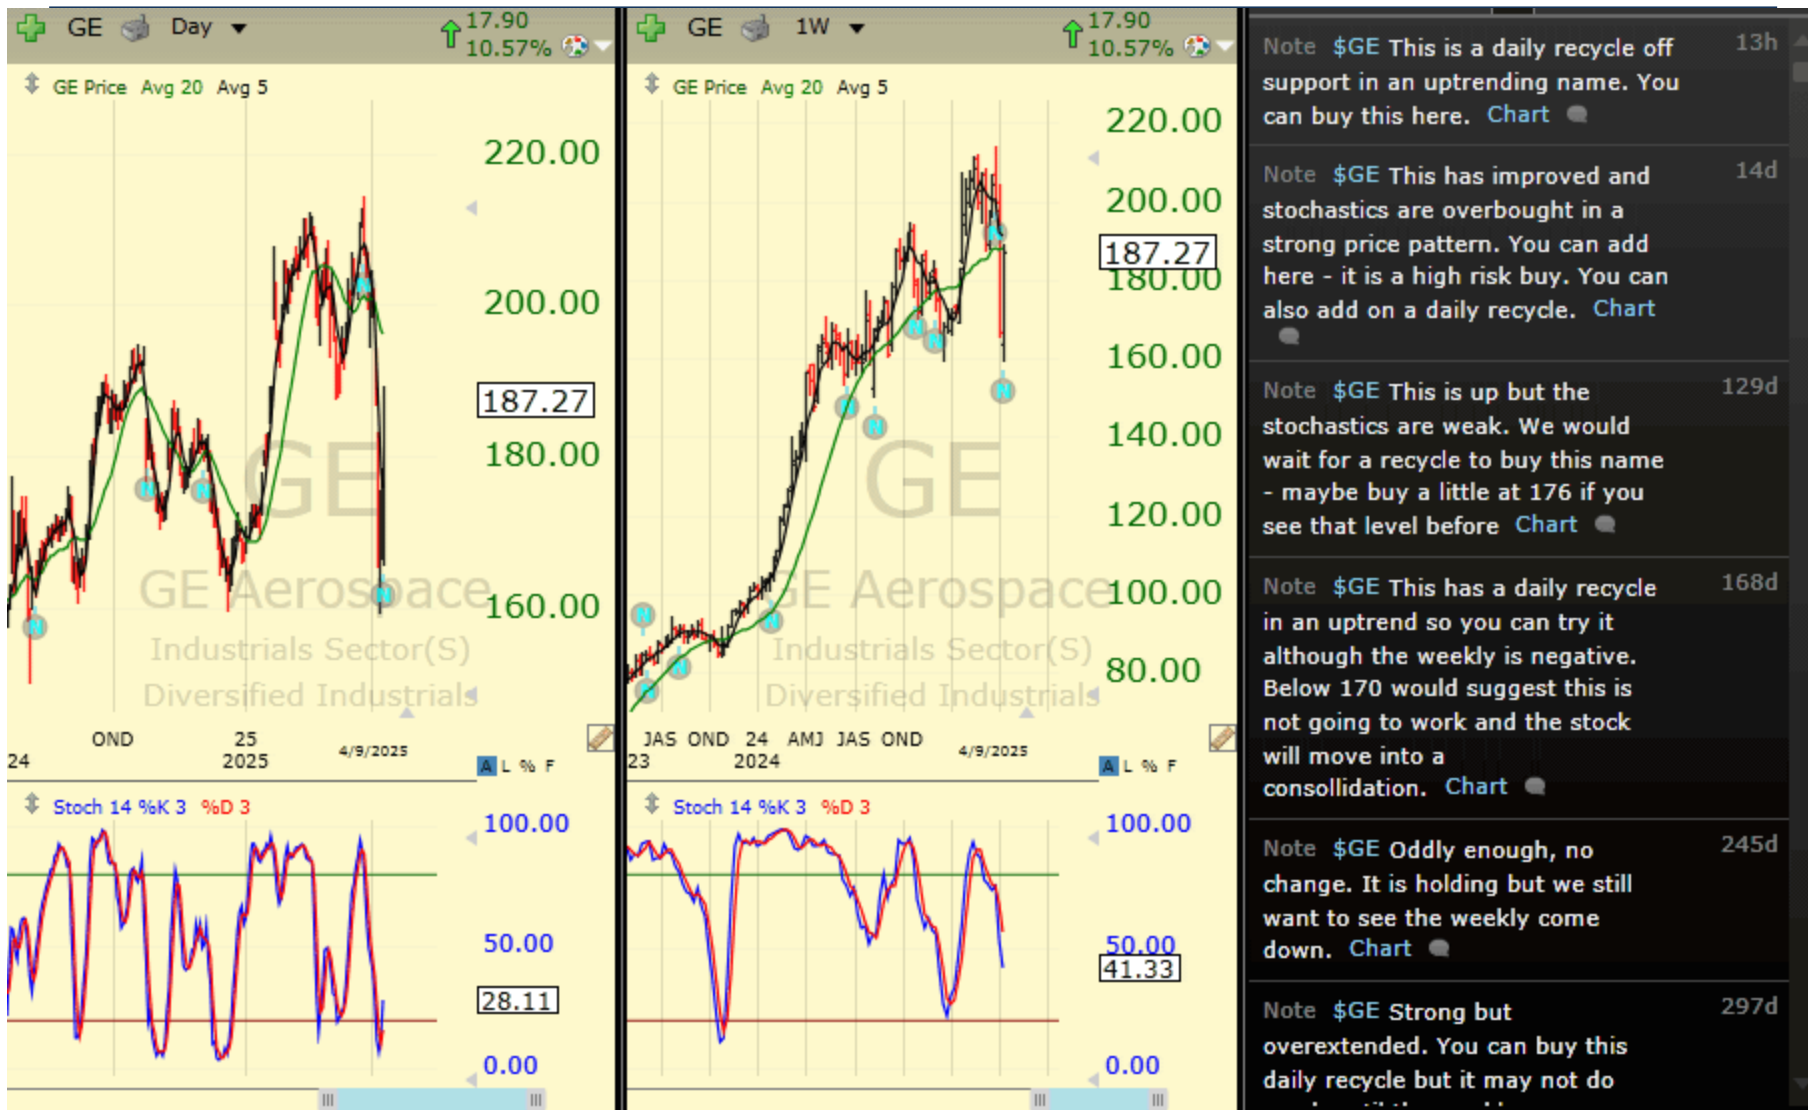 GE Day
17.90
10.57%
GE Price Avg 20 Avg 5
220.00
200.00
187.27
180.00
160.00
GE
GE Aerospace
Industrials Sector(S)
Diversified Industrials
N
N
N
N
N
OND 25
24 2025 4/9/2025
A L % F
Stoch 14 %K 3 %D 3
100.00
50.00
28.11
0.00
GE 1W
17.90
10.57%
GE Price Avg 20 Avg 5
220.00
200.00
187.27
180.00
160.00
140.00
120.00
100.00
80.00
GE
GE Aerospace
Industrials Sector(S)
Diversified Industrials
N
N
N
N
N
N
N
N
N
N
JAS OND 24 AMJ JAS OND
23 2024 4/9/2025
A L % F
Stoch 14 %K 3 %D 3
100.00
50.00
41.33
0.00
Note $GE This is a daily recycle off 13h
support in an uptrending name. You
can buy this here. Chart
Note $GE This has improved and 14d
stochastics are overbought in a
strong price pattern. You can add
here - it is a high risk buy. You can
also add on a daily recycle. Chart
Note $GE This is up but the 129d
stochastics are weak. We would
wait for a recycle to buy this name
- maybe buy a little at 176 if you
see that level before Chart
Note $GE This has a daily recycle 168d
in an uptrend so you can try it
although the weekly is negative.
Below 170 would suggest this is
not going to work and the stock
will move into a
consollidation. Chart
Note $GE Oddly enough, no 245d
change. It is holding but we still
want to see the weekly come
down. Chart
Note $GE Strong but 297d
overextended. You can buy this
daily recycle but it may not do